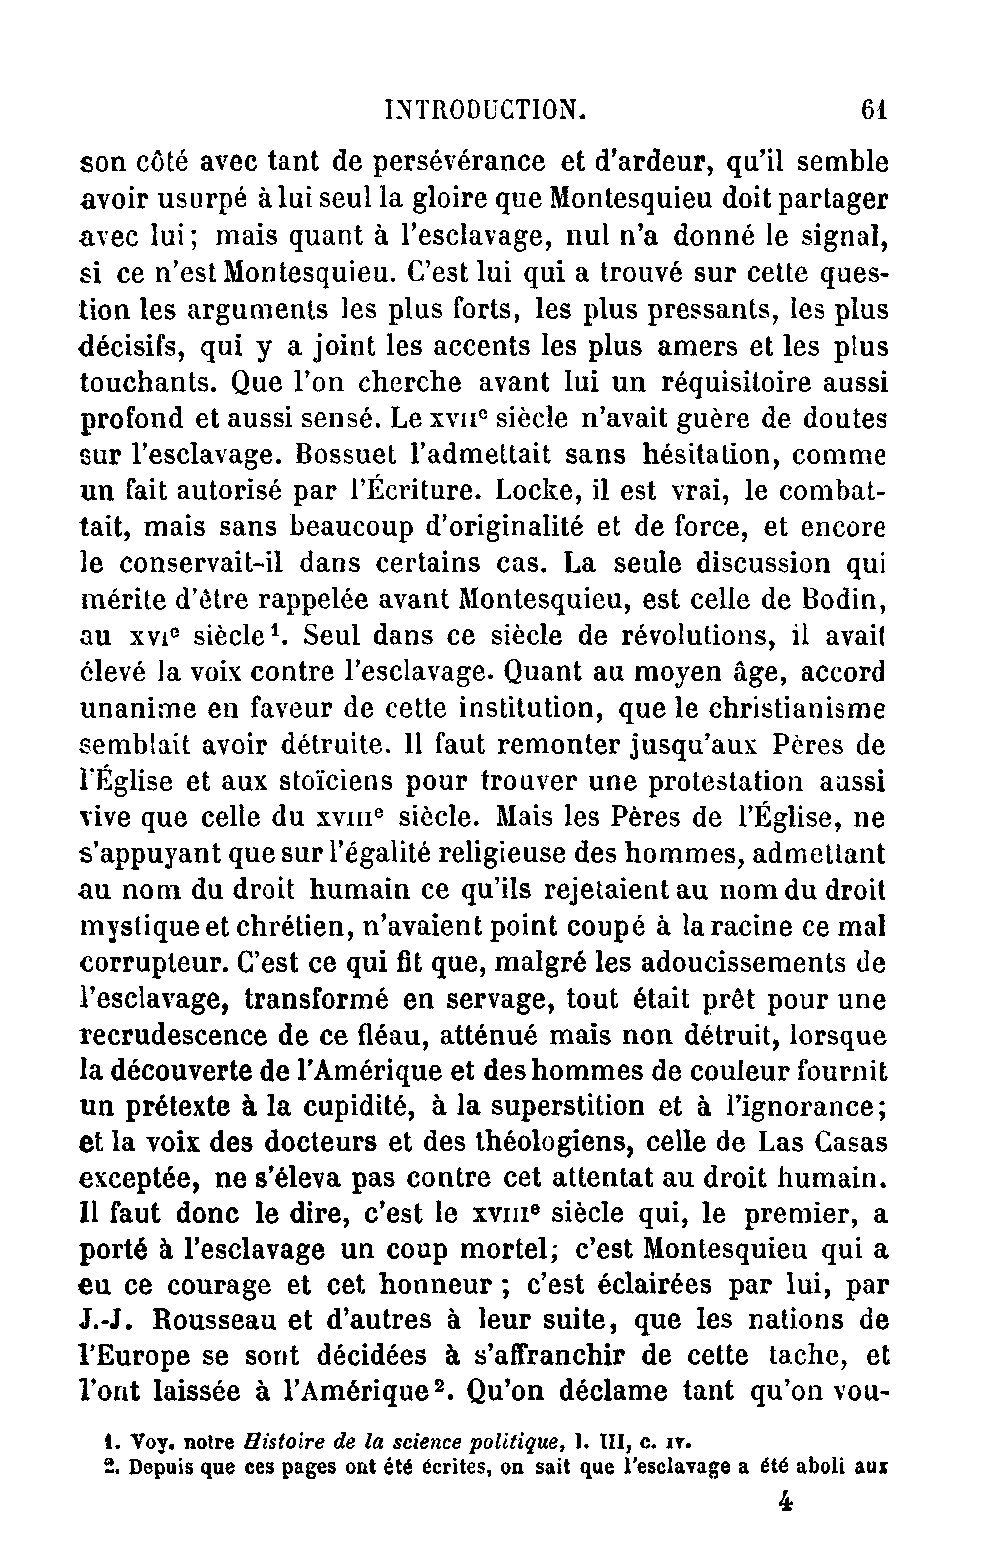 INTRODUCTION. 61
son côté avec tant de persévérance et d'ardeur, qu'il semble
avoir usurpé à lui seul la gloire que Montesquieu doit partager
avec lui; mais quant à l'esclavage, nul n'a donné le signal,
si ce n'est Montesquieu. C'est lui qui a trouvé sur cette ques-
tion les arguments les plus forts, les plus pressants, les plus
décisifs, qui y a joint les accents les plus amers et les plus
touchants. Que l'on cherche avant lui un réquisitoire aussi
profond et aussi sensé. Le XVIIe siècle n'avait guère de doutes
sur l'esclavage. Bossuet l'admettait sans hésitation, comme
un fait autorisé par l'Écriture. Locke, il est vrai, le combat-
tait, mais sans beaucoup d'originalité et de force, et encore
le conservait-il dans certains cas. La seule discussion qui
mérite d'être rappelée avant Montesquieu, est celle de Bodin,
au XVIe siècle¹. Seul dans ce siècle de révolutions, il avait
élevé la voix contre l'esclavage. Quant au moyen âge, accord
unanime en faveur de cette institution, que le christianisme
semblait avoir détruite. Il faut remonter jusqu'aux Pères de
l'Église et aux stoïciens pour trouver une protestation aussi
vive que celle du XVIIIe siècle. Mais les Pères de l'Église, ne
s'appuyant que sur l'égalité religieuse des hommes, admettant
au nom du droit humain ce qu'ils rejetaient au nom du droit
mystique et chrétien, n'avaient point coupé à la racine ce mal
corrupteur. C'est ce qui fit que, malgré les adoucissements de
l'esclavage, transformé en servage, tout était prêt pour une
recrudescence de ce fléau, atténué mais non détruit, lorsque
la découverte de l'Amérique et des hommes de couleur fournit
un prétexte à la cupidité, à la superstition et à l'ignorance;
et la voix des docteurs et des théologiens, celle de Las Casas
exceptée, ne s'éleva pas contre cet attentat au droit humain.
Il faut donc le dire, c'est le XVIIIe siècle qui, le premier, a
porté à l'esclavage un coup mortel; c'est Montesquieu qui a
eu ce courage et cet honneur ; c'est éclairées par lui, par
J.-J. Rousseau et d'autres à leur suite, que les nations de
l'Europe se sont décidées à s'affranchir de cette tache, et
l'ont laissée à l'Amérique². Qu'on déclame tant qu'on vou-
1. Voy. notre Histoire de la science politique, l. III, c. IV.
2. Depuis que ces pages ont été écrites, on sait que l'esclavage a été aboli aux
4